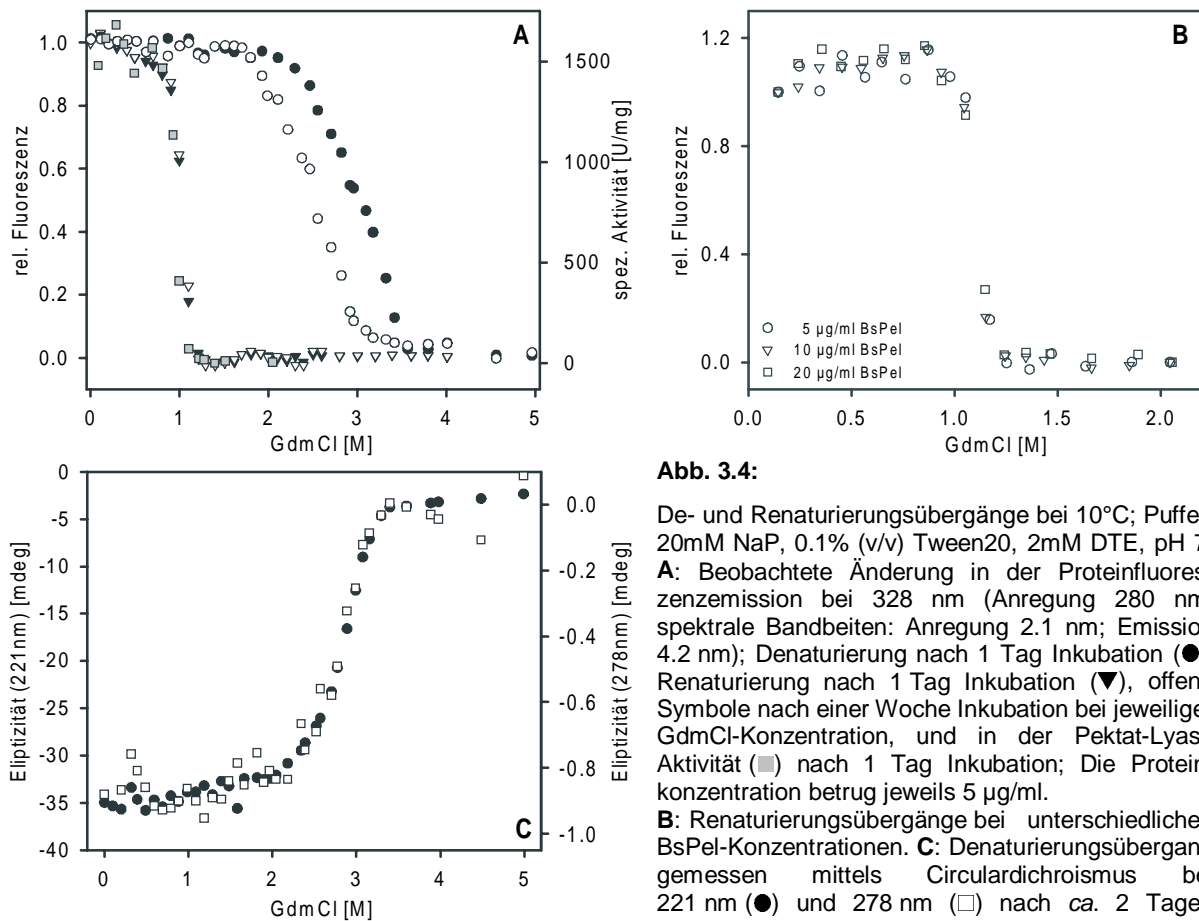 A
1.0
0.8
0.6
0.4
0.2
0.0
rel. Fluoreszenz
1500
1000
500
0
spez. Aktivität [U/mg]
0 1 2 3 4 5
GdmCl [M]
B
1.2
0.8
0.4
0.0
rel. Fluoreszenz
5 µg/ml BsPel
10 µg/ml BsPel
20 µg/ml BsPel
0.0 0.5 1.0 1.5 2.0
GdmCl [M]
C
0
-5
-10
-15
-20
-25
-30
-35
-40
Eliptizität (221nm) [mdeg]
0.0
-0.2
-0.4
-0.6
-0.8
-1.0
Eliptizität (278nm) [mdeg]
0 1 2 3 4 5
GdmCl [M]
Abb. 3.4:
De- und Renaturierungsübergänge bei 10°C; Puffe
20mM NaP, 0.1% (v/v) Tween20, 2mM DTE, pH 7
A: Beobachtete Änderung in der Proteinfluores
zenzemission bei 328 nm (Anregung 280 nm
spektrale Bandbeiten: Anregung 2.1 nm; Emissio
4.2 nm); Denaturierung nach 1 Tag Inkubation (●
Renaturierung nach 1 Tag Inkubation (▼), offen
Symbole nach einer Woche Inkubation bei jeweilige
GdmCl-Konzentration, und in der Pektat-Lyas
Aktivität (■) nach 1 Tag Inkubation; Die Protein
konzentration betrug jeweils 5 µg/ml.
B: Renaturierungsübergänge bei unterschiedliche
BsPel-Konzentrationen. C: Denaturierungsübergan
gemessen mittels Circulardichroismus be
221 nm (●) und 278 nm (□) nach ca. 2 Tage